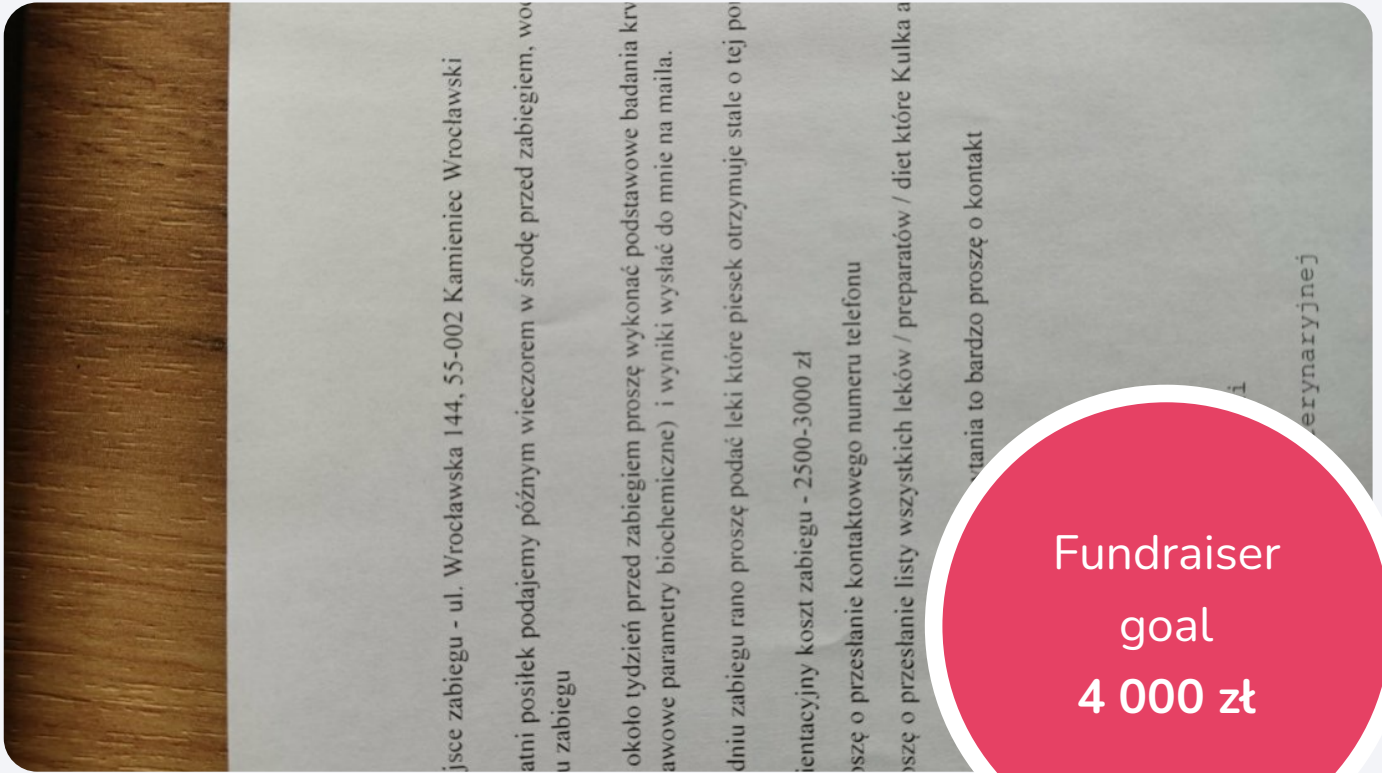 jsce zabiegu - ul. Wrocławska 144, 55-002 Kamieniec Wrocławski
atni posiłek podajemy późnym wieczorem w środę przed zabiegiem, wod
u zabiegu
około tydzień przed zabiegiem proszę wykonać podstawowe badania krw
awowe parametry biochemiczne) i wyniki wysłać do mnie na maila.
dniu zabiegu rano proszę podać leki które piesek otrzymuje stale o tej po
ientacyjny koszt zabiegu - 2500-3000 zł
oszę o przesłanie kontaktowego numeru telefonu
oszę o przesłanie listy wszystkich leków / preparatów / diet które Kulka a
ytania to bardzo proszę o kontakt
i
erynaryjnej
Fundraiser
goal
4 000 zł